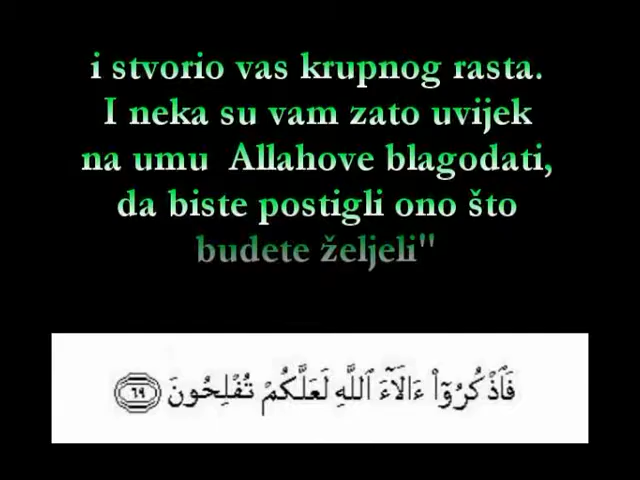 i stvorio vas krupnog rasta.
I neka su vam zato uvijek
na umu Allahove blagodati,
da biste postigli ono što
budete željeli"
فَٱذْكُرُوٓا۟ ءَالَآءَ ٱللَّهِ لَعَلَّكُمْ تُفْلِحُونَ ٦٩